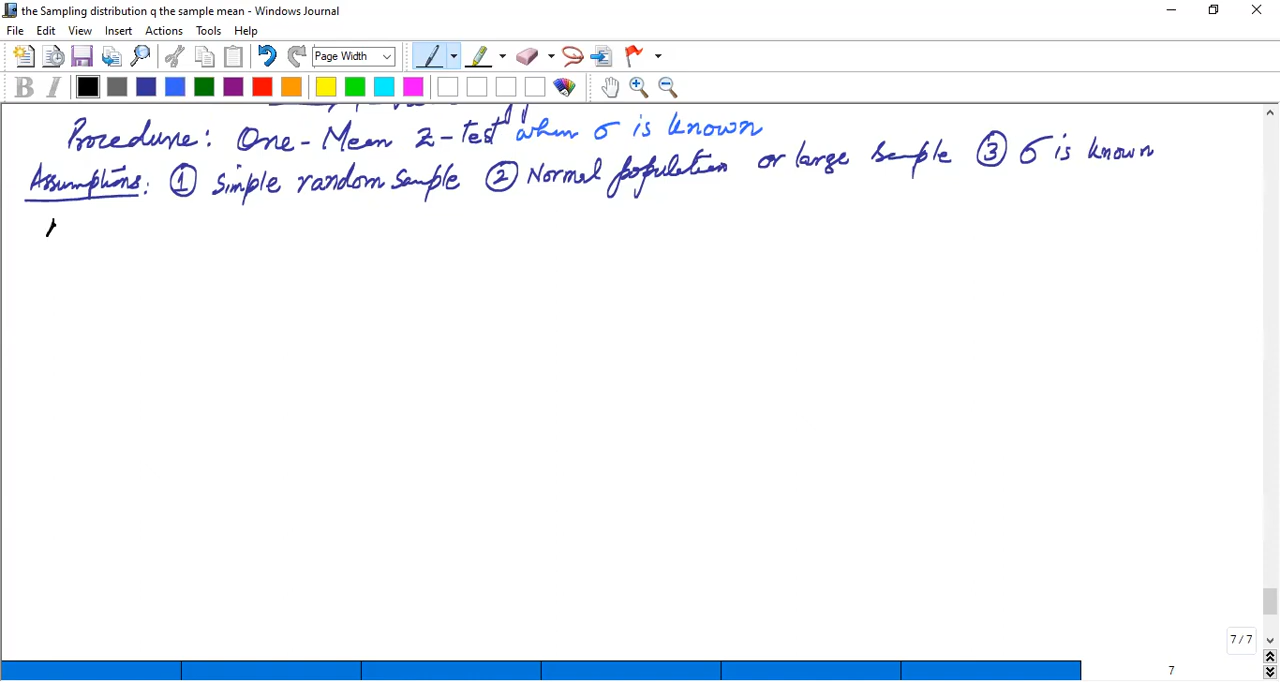 the Sampling distribution q the sample mean - Windows Journal
File Edit View Insert Actions Tools Help
Page Width
B I
Procedure: One-Mean z-test when σ is known
Assumptions: ① simple random sample ② Normal population or large sample ③ σ is known
7 / 7
7